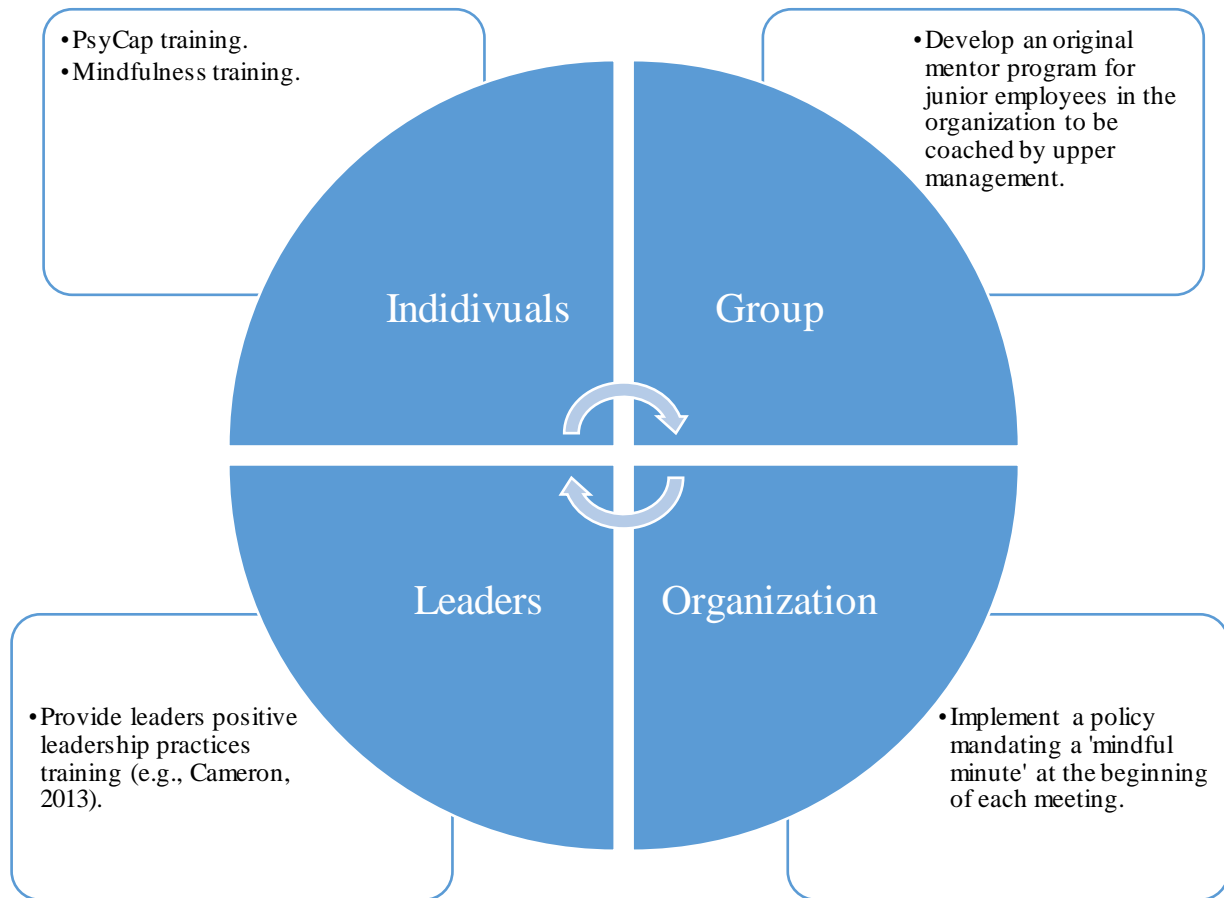 •PsyCap training.
•Mindfulness training.
•Develop an original
mentor program for
junior employees in the
organization to be
coached by upper
management.
Indidivuals
Group
Leaders
Organization
•Provide leaders positive
leadership practices
training (e.g., Cameron,
2013).
•Implement a policy
mandating a 'mindful
minute' at the beginning
of each meeting.